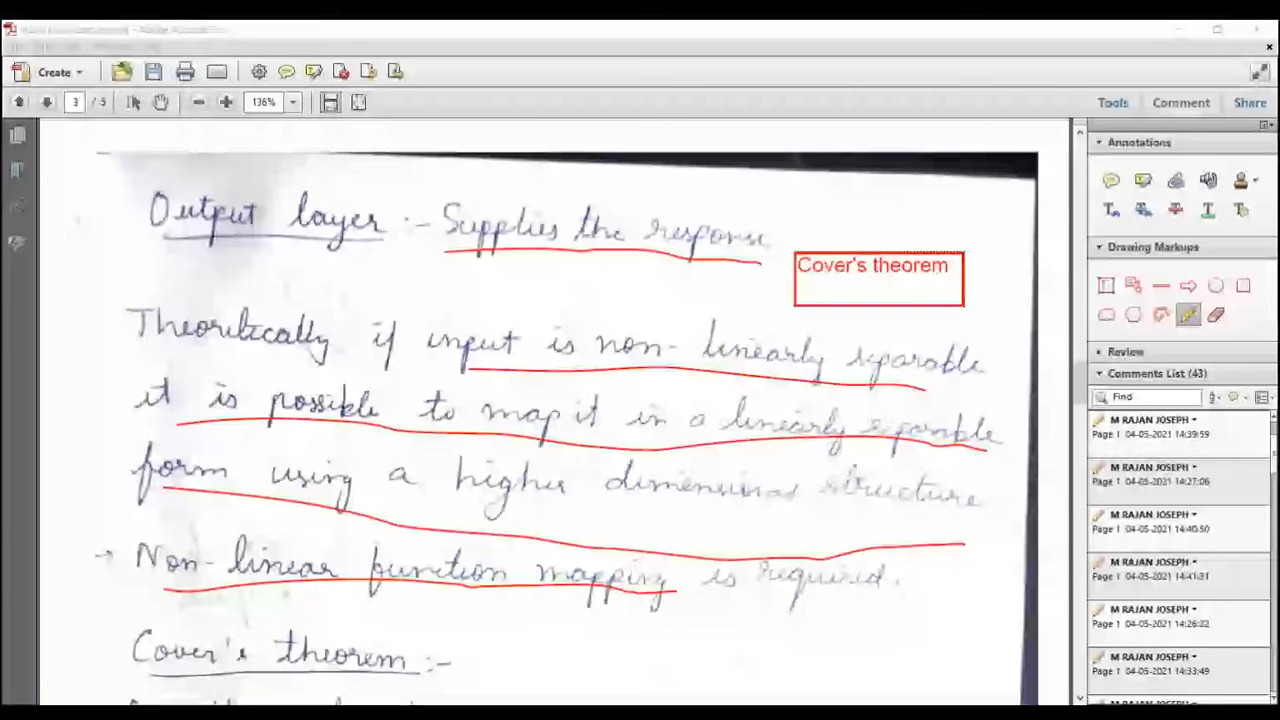 Create
3 / 5
136%
Tools
Comment
Share
Output layer :- Supplies the response
Cover's theorem
Theoritically if input is non-linearly separable
it is possible to map it in a linearly separable
form using a higher dimensional structure
→ Non-linear function mapping is required.
Cover's theorem :-
Annotations
Drawing Markups
Review
Comments List (43)
Find
M RAJAN JOSEPH
Page 1 04-05-2021 14:39:59
M RAJAN JOSEPH
Page 1 04-05-2021 14:27:06
M RAJAN JOSEPH
Page 1 04-05-2021 14:40:50
M RAJAN JOSEPH
Page 1 04-05-2021 14:41:31
M RAJAN JOSEPH
Page 1 04-05-2021 14:26:22
M RAJAN JOSEPH
Page 1 04-05-2021 14:33:49
M RAJAN JOSEPH